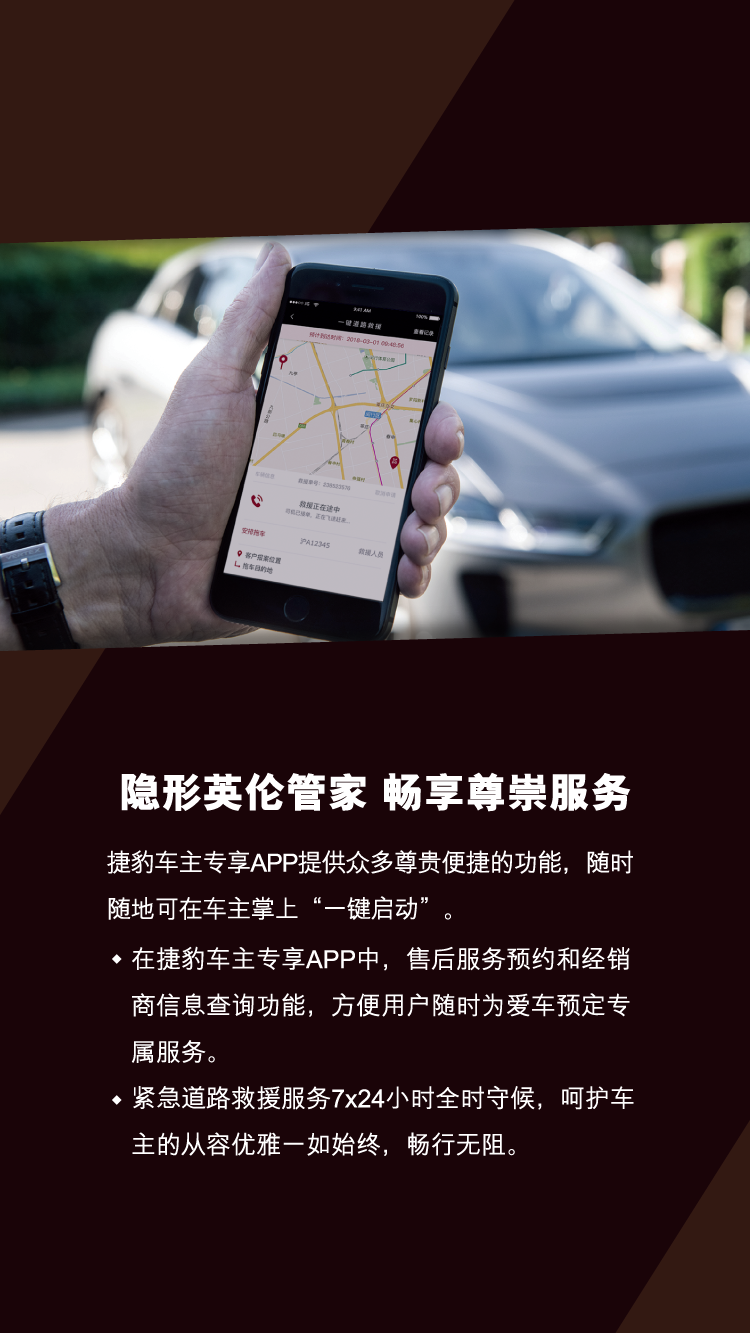 9:41 AM
100%
一键道路救援
查看记录
预计到达时间：2018-03-01 09:45:56
救援正在途中
安排拖车
沪A12345
救援人员
客户提案位置
拖车目的地
隐形英伦管家 畅享尊崇服务
捷豹车主专享APP提供众多尊贵便捷的功能，随时
随地可在车主掌上“一键启动”。
在捷豹车主专享APP中，售后服务预约和经销
商信息查询功能，方便用户随时为爱车预定专
属服务。
紧急道路救援服务7x24小时全时守候，呵护车
主的从容优雅一如始终，畅行无阻。